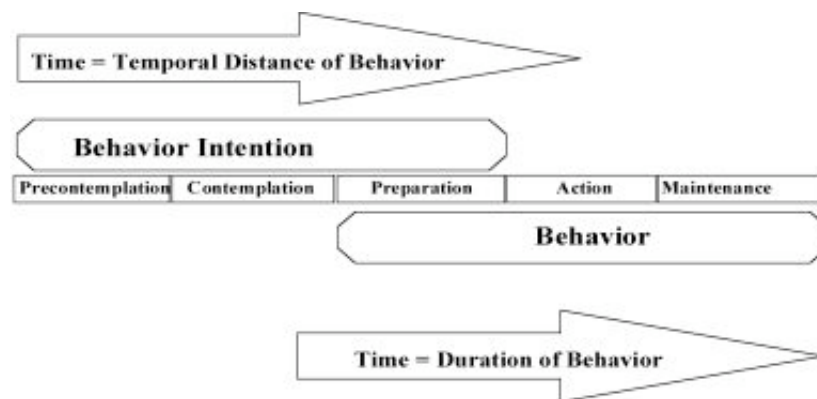 Time = Temporal Distance of Behavior
Behavior Intention
Precontemplation Contemplation Preparation Action Maintenance
Behavior
Time = Duration of Behavior